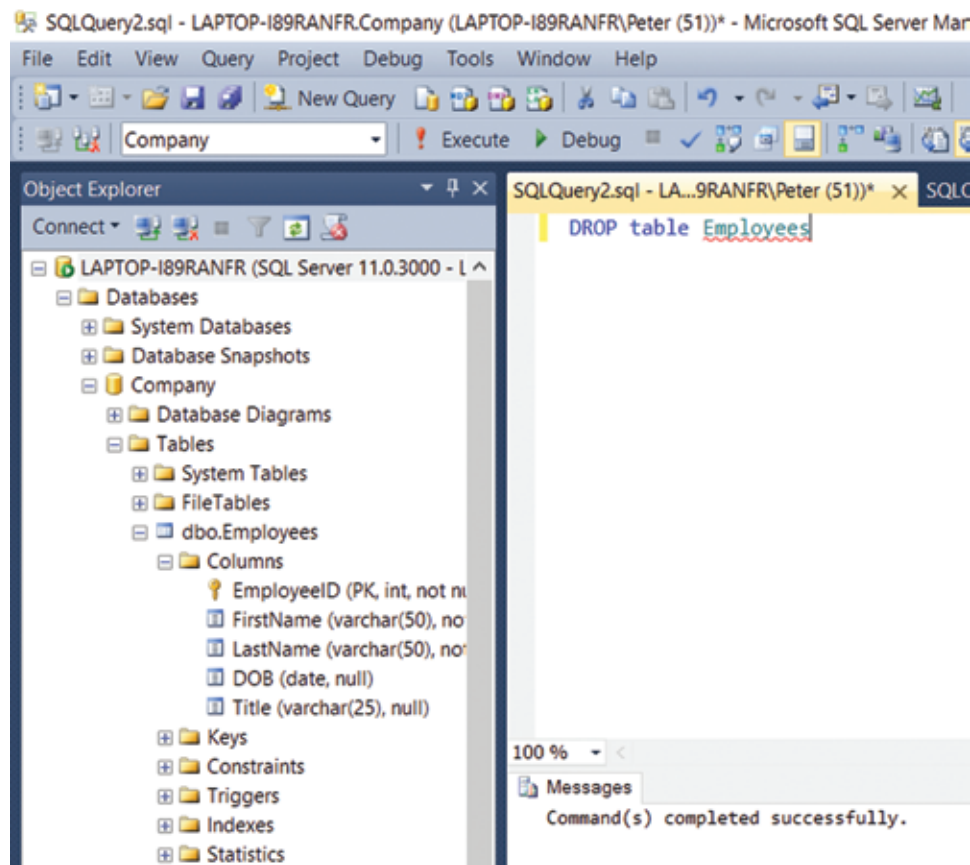 SQLQuery2.sql - LAPTOP-I89RANFR.Company (LAPTOP-I89RANFR\Peter (51))* - Microsoft SQL Server Man
File Edit View Query Project Debug Tools Window Help
New Query
Company Execute Debug
Object Explorer
SQLQuery2.sql - LA...9RANFR\Peter (51))* SQLQ
Connect
DROP table Employees
LAPTOP-I89RANFR (SQL Server 11.0.3000 - L
Databases
System Databases
Database Snapshots
Company
Database Diagrams
Tables
System Tables
FileTables
dbo.Employees
Columns
EmployeeID (PK, int, not nu
FirstName (varchar(50), no
LastName (varchar(50), not
DOB (date, null)
Title (varchar(25), null)
Keys
Constraints
Triggers
Indexes
Statistics
100 %
Messages
Command(s) completed successfully.